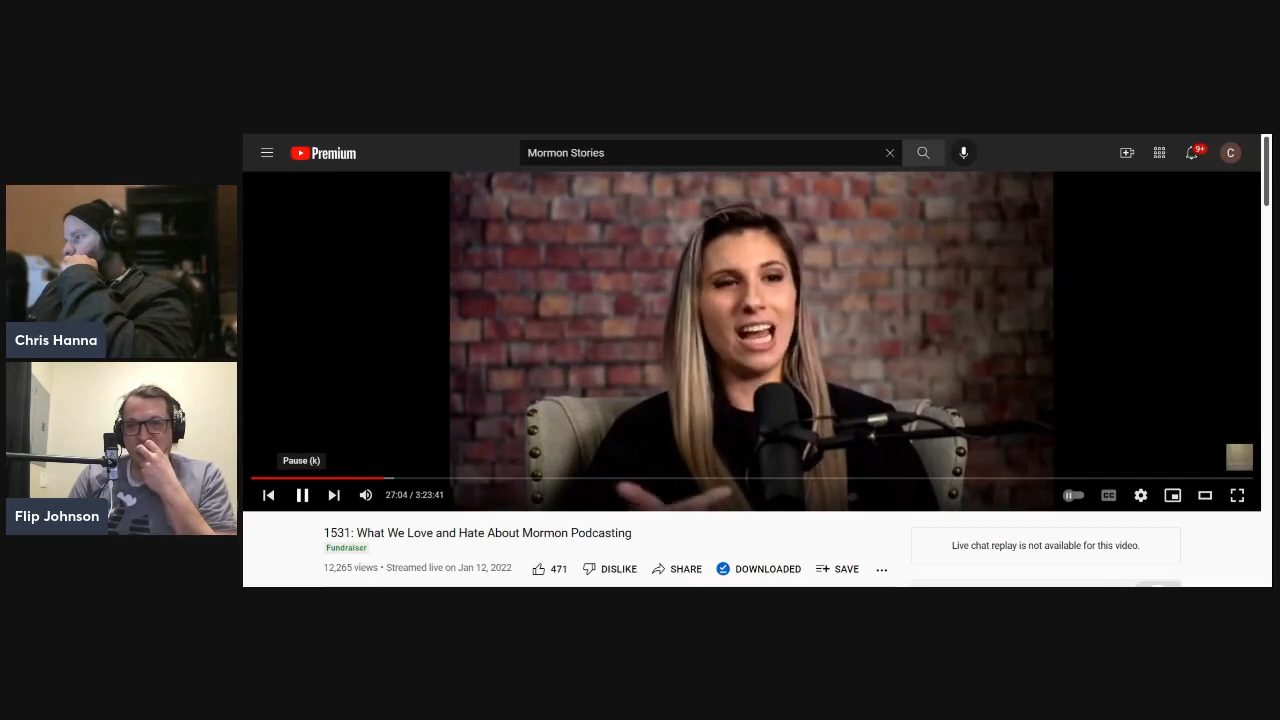 Premium
Mormon Stories
9+
C
Chris Hanna
Flip Johnson
Pause (k)
27:04 / 3:23:41
1531: What We Love and Hate About Mormon Podcasting
Fundraiser
12,265 views • Streamed live on Jan 12, 2022
471
DISLIKE
SHARE
DOWNLOADED
SAVE
Live chat replay is not available for this video.